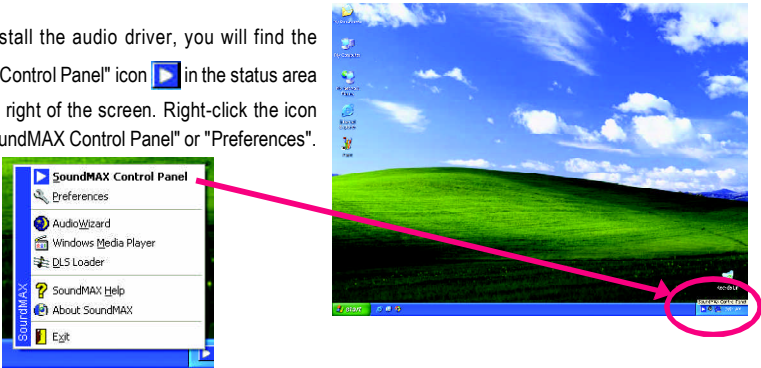 stall the audio driver, you will find the
Control Panel" icon in the status area
right of the screen. Right-click the icon
undMAX Control Panel" or "Preferences".
SoundMAX Control Panel
Preferences
AudioWizard
Windows Media Player
DLS Loader
SoundMAX Help
About SoundMAX
Exit
SoundMAX
start